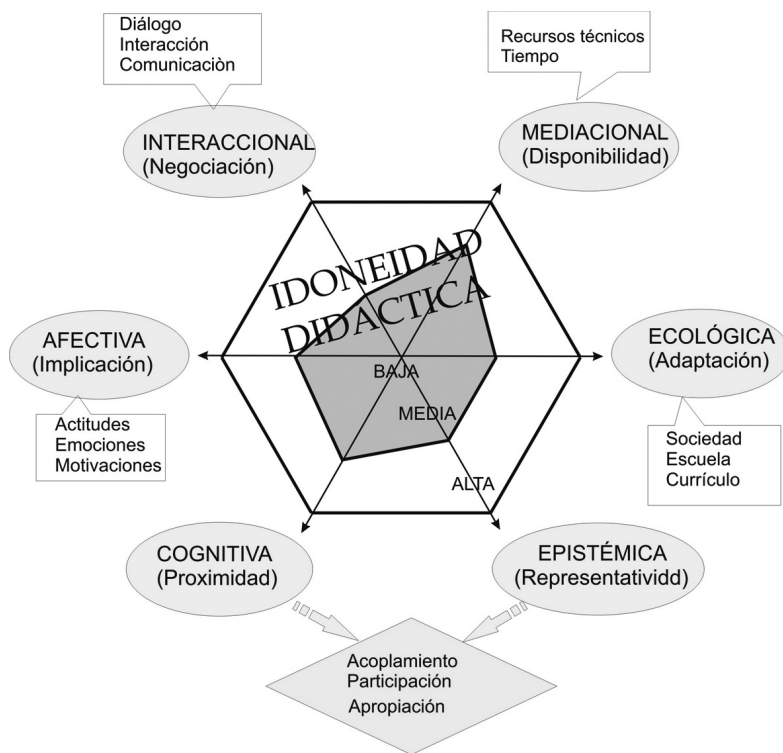 Diálogo
Interacción
Comunicaciòn
Recursos técnicos
Tiempo
INTERACCIONAL
(Negociación)
MEDIACIONAL
(Disponibilidad)
IDONEIDAD
DIDACTICA
AFECTIVA
(Implicación)
ECOLÓGICA
(Adaptación)
BAJA
MEDIA
ALTA
Actitudes
Emociones
Motivaciones
Sociedad
Escuela
Currículo
COGNITIVA
(Proximidad)
EPISTÉMICA
(Representatividd)
Acoplamiento
Participación
Apropiación